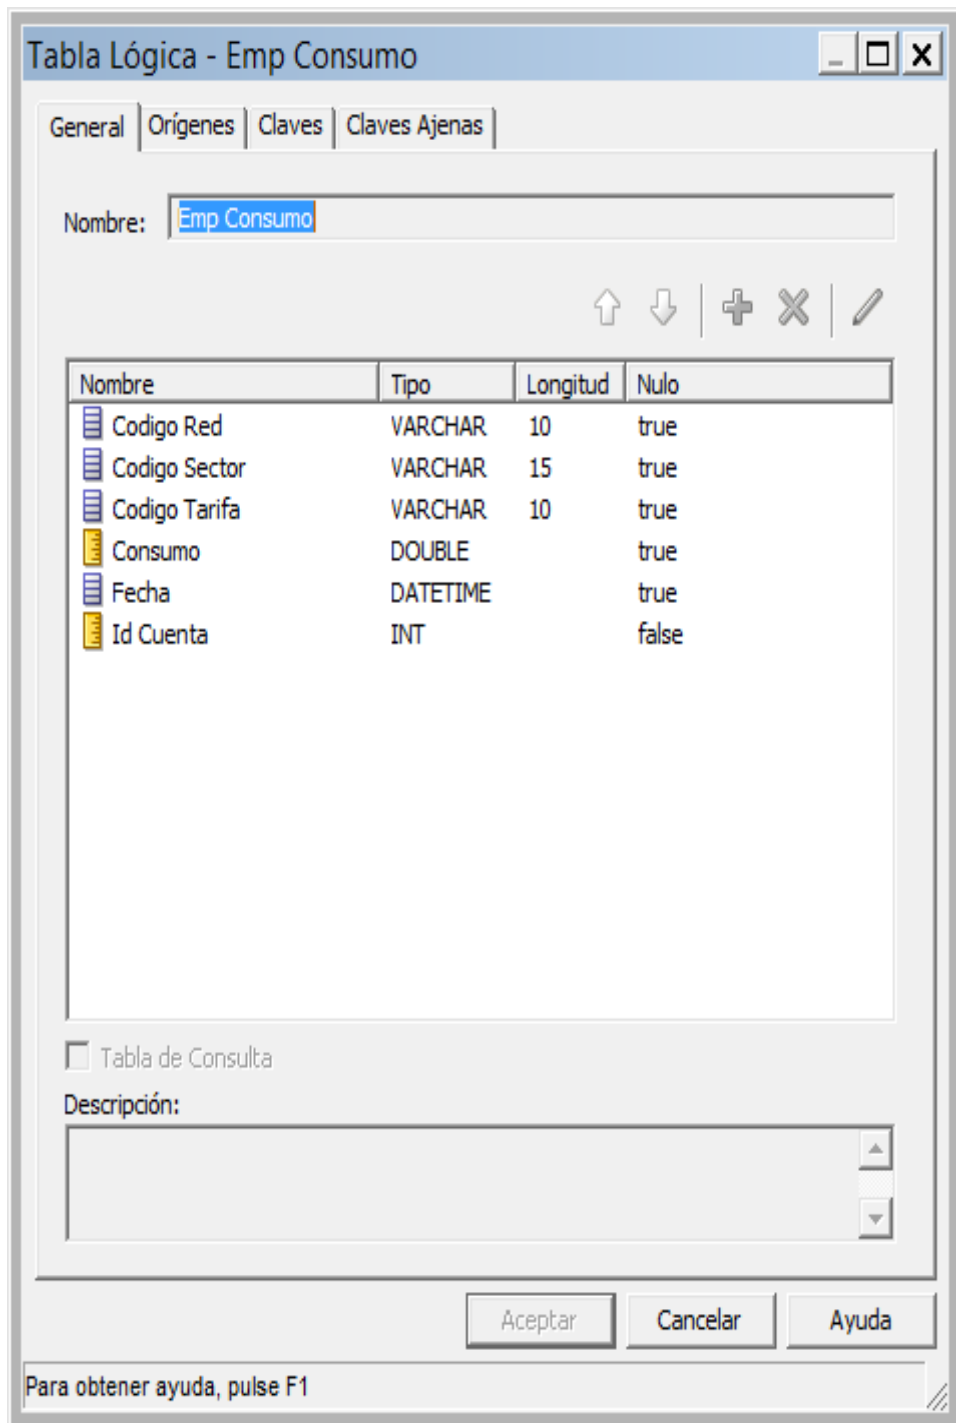 Tabla Lógica - Emp Consumo
General Orígenes Claves Claves Ajenas
Nombre: Emp Consumo
Nombre Tipo Longitud Nulo
Codigo Red VARCHAR 10 true
Codigo Sector VARCHAR 15 true
Codigo Tarifa VARCHAR 10 true
Consumo DOUBLE true
Fecha DATETIME true
Id Cuenta INT false
Tabla de Consulta
Descripción:
Aceptar Cancelar Ayuda
Para obtener ayuda, pulse F1